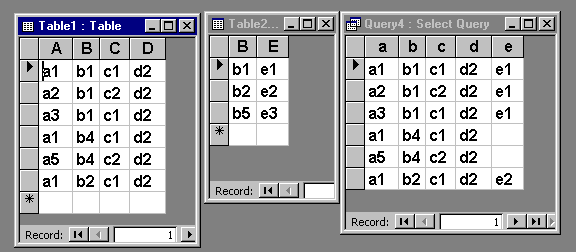 Table1 : Table
A B C D
a1 b1 c1 d2
a2 b1 c2 d2
a3 b1 c1 d2
a1 b4 c1 d2
a5 b4 c2 d2
a1 b2 c1 d2
Record: 1
Table2...
B E
b1 e1
b2 e2
b5 e3
Record:
Query4 : Select Query
a b c d e
a1 b1 c1 d2 e1
a2 b1 c2 d2 e1
a3 b1 c1 d2 e1
a1 b4 c1 d2
a5 b4 c2 d2
a1 b2 c1 d2 e2
Record: 1